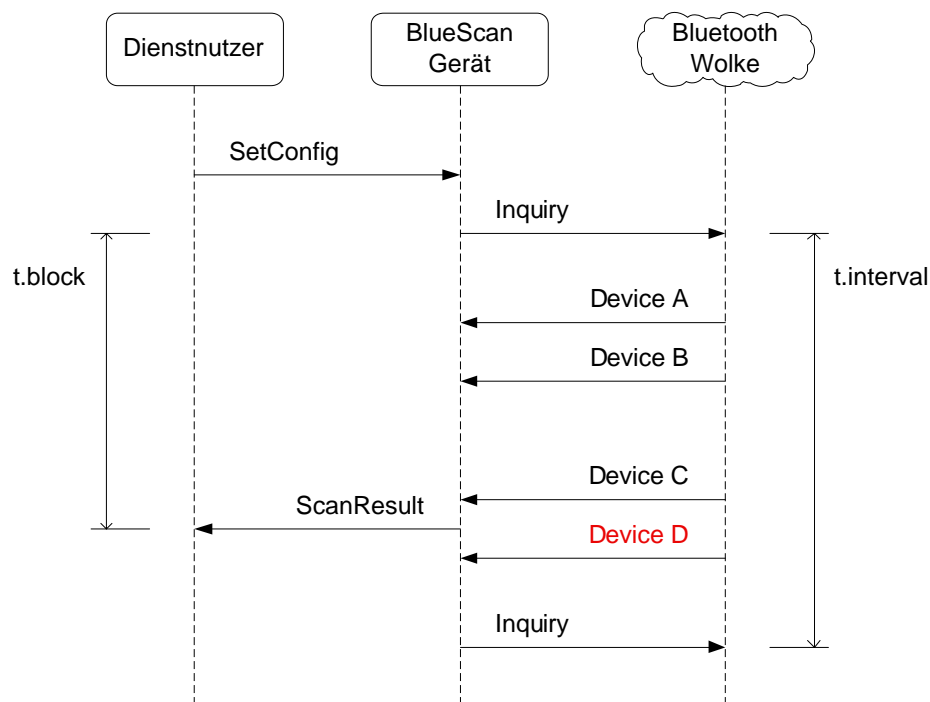 Dienstnutzer
BlueScan
Gerät
Bluetooth
Wolke
SetConfig
Inquiry
t.block
t.interval
Device A
Device B
Device C
ScanResult
Device D
Inquiry